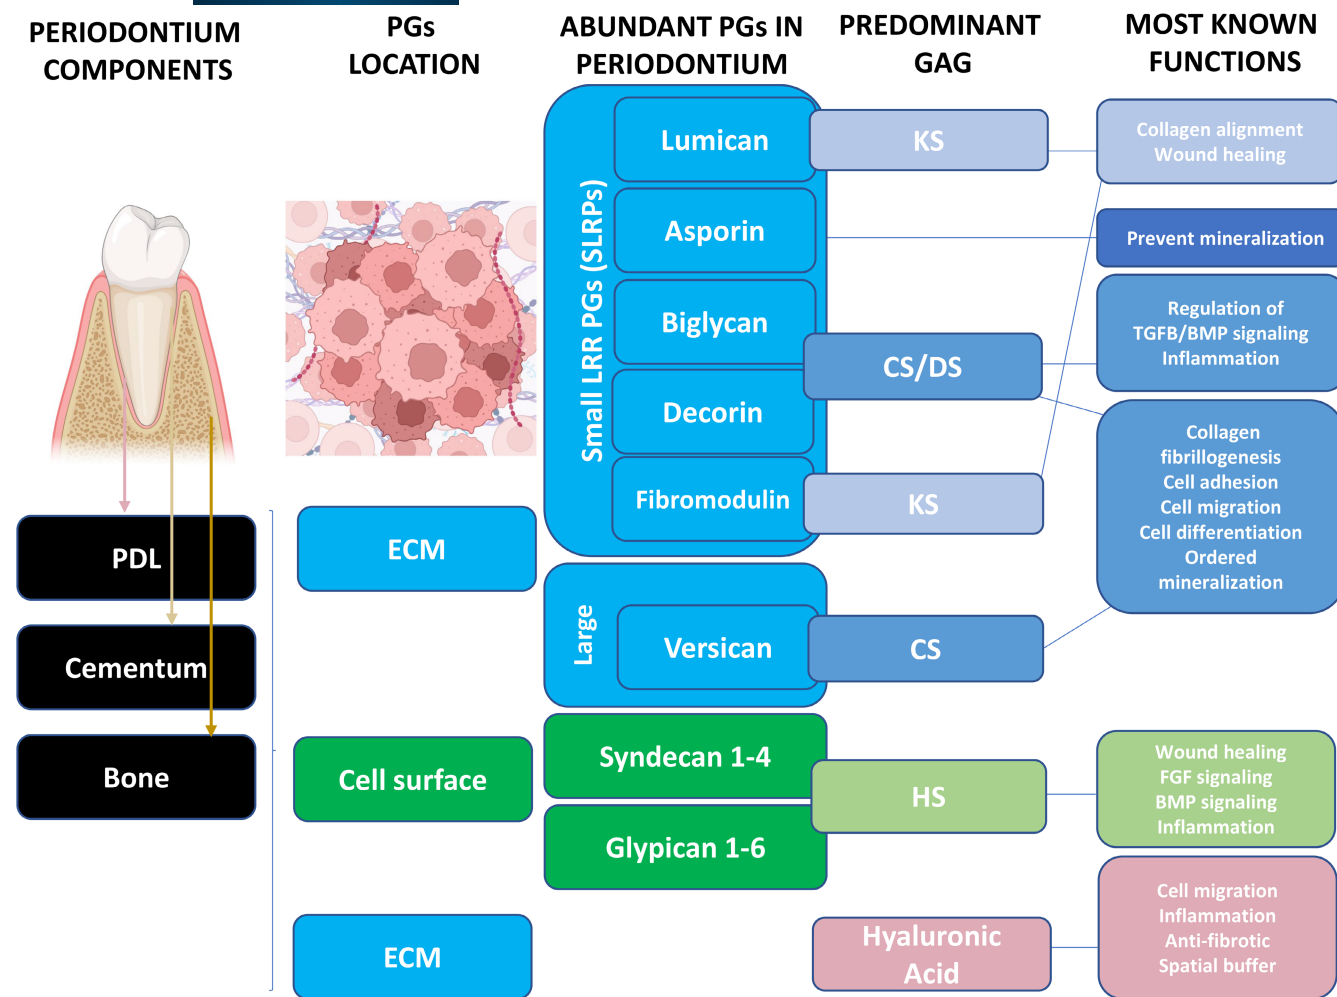 PERIODONTIUM
COMPONENTS
PGs
LOCATION
ABUNDANT PGs IN
PERIODONTIUM
PREDOMINANT
GAG
MOST KNOWN
FUNCTIONS
PDL
Cementum
Bone
ECM
Cell surface
ECM
Small LRR PGs (SLRPs)
Lumican
Asporin
Biglycan
Decorin
Fibromodulin
Large
Versican
Syndecan 1-4
Glypican 1-6
KS
CS/DS
KS
CS
HS
Hyaluronic
Acid
Collagen alignment
Wound healing
Prevent mineralization
Regulation of
TGFB/BMP signaling
Inflammation
Collagen
fibrillogenesis
Cell adhesion
Cell migration
Cell differentiation
Ordered
mineralization
Wound healing
FGF signaling
BMP signaling
Inflammation
Cell migration
Inflammation
Anti-fibrotic
Spatial buffer